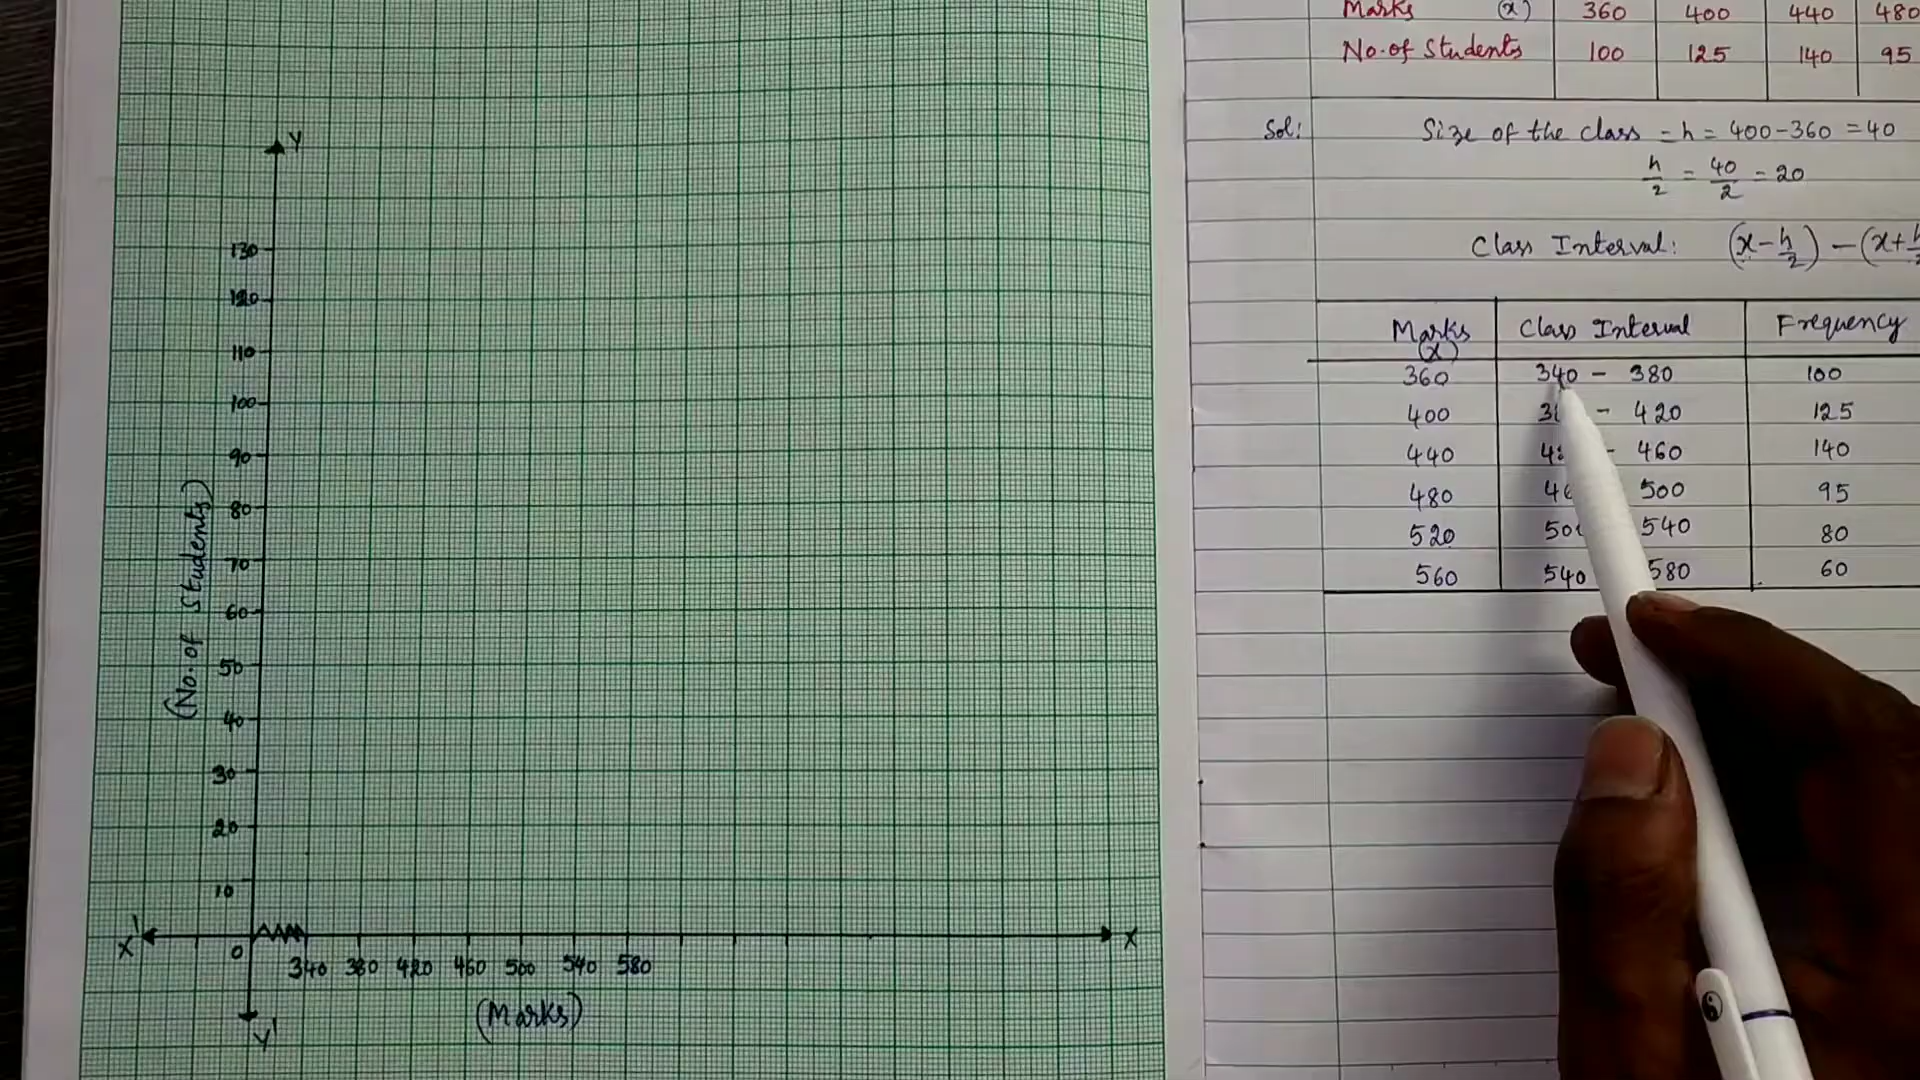 Y
130
120
110
100
90
80
70
60
50
40
30
20
10
(No. of Students)
X' 0 X
340 380 420 460 500 540 580
(Marks)
Y'
Marks (x) 360 400 440 480
No. of Students 100 125 140 95
Sol: Size of the class = h = 400-360 = 40
h/2 = 40/2 = 20
Class Interval: (x-h/2) - (x+h/2
Marks (x) Class Interval Frequency
360 340 - 380 100
400 - 420 125
440 - 460 140
480 500 95
520 540 80
560 540 580 60